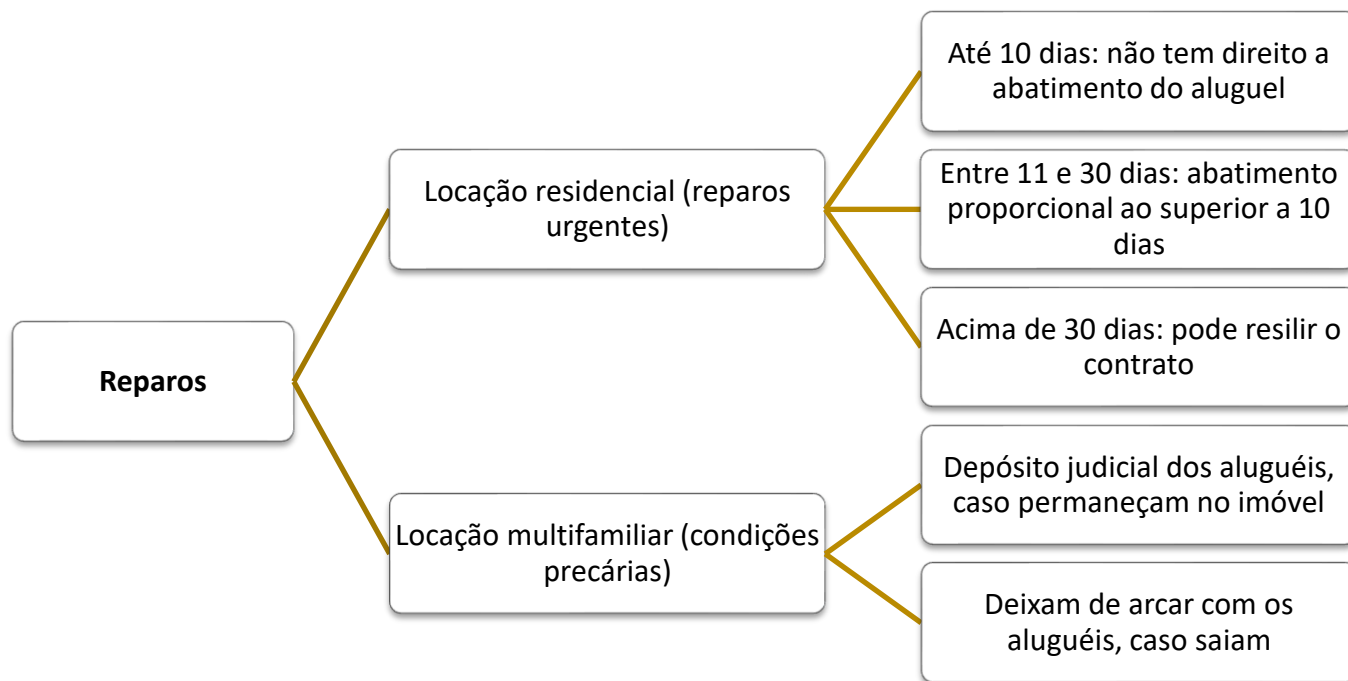 Reparos
Locação residencial (reparos
urgentes)
Até 10 dias: não tem direito a
abatimento do aluguel
Entre 11 e 30 dias: abatimento
proporcional ao superior a 10
dias
Acima de 30 dias: pode resilir o
contrato
Locação multifamiliar (condições
precárias)
Depósito judicial dos aluguéis,
caso permaneçam no imóvel
Deixam de arcar com os
aluguéis, caso saiam